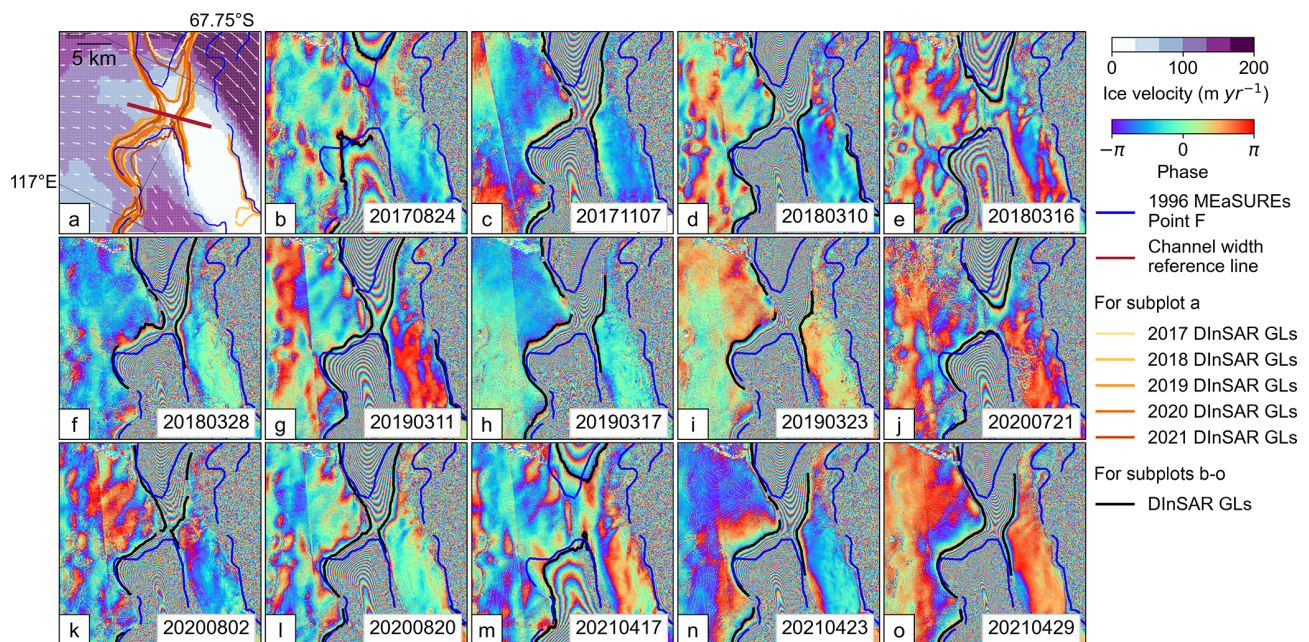 67.75°S
5 km
117°E
a
b
20170824
c
20171107
d
20180310
e
20180316
f
20180328
g
20190311
h
20190317
i
20190323
j
20200721
k
20200802
l
20200820
m
20210417
n
20210423
o
20210429
0 100 200
Ice velocity (m yr⁻¹)
−π 0 π
Phase
1996 MEaSUREs
Point F
Channel width
reference line
For subplot a
2017 DInSAR GLs
2018 DInSAR GLs
2019 DInSAR GLs
2020 DInSAR GLs
2021 DInSAR GLs
For subplots b-o
DInSAR GLs